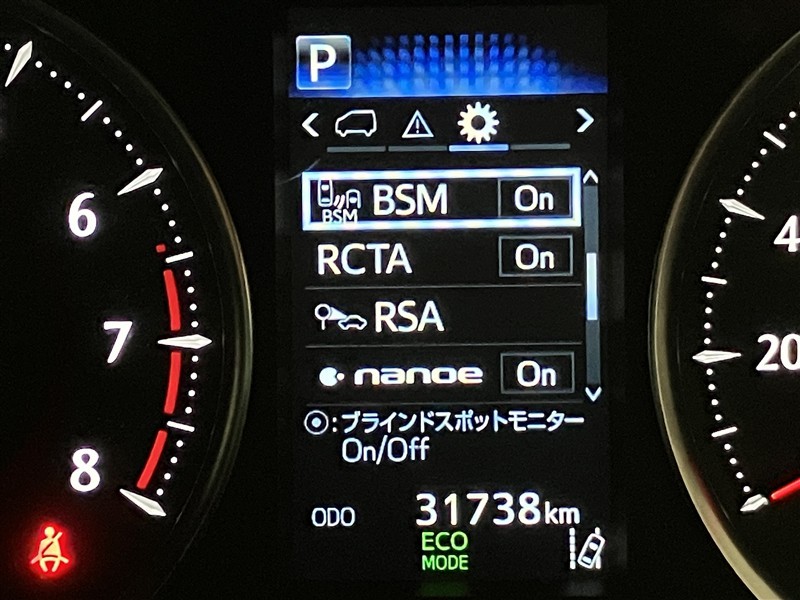 P
BSM BSM On
RCTA On
RSA
nanoe On
◉:ブラインドスポットモニター
On/Off
ODO 31738km
ECO
MODE
6
7
8
4
20